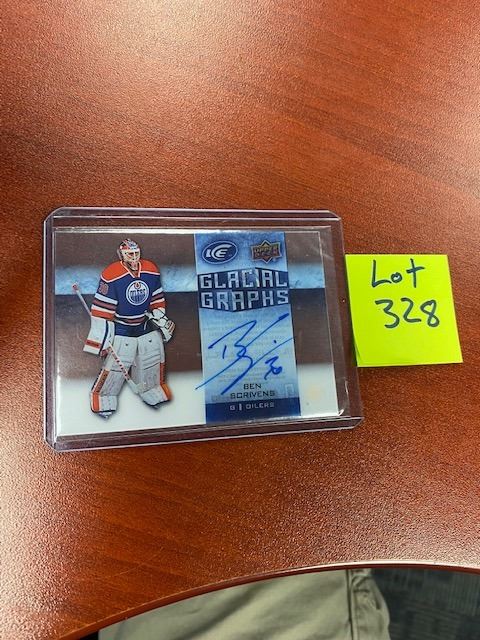 ICE
UPPER DECK
GLACIAL
GRAPHS
BEN
SCRIVENS
G | OILERS
Lot
328